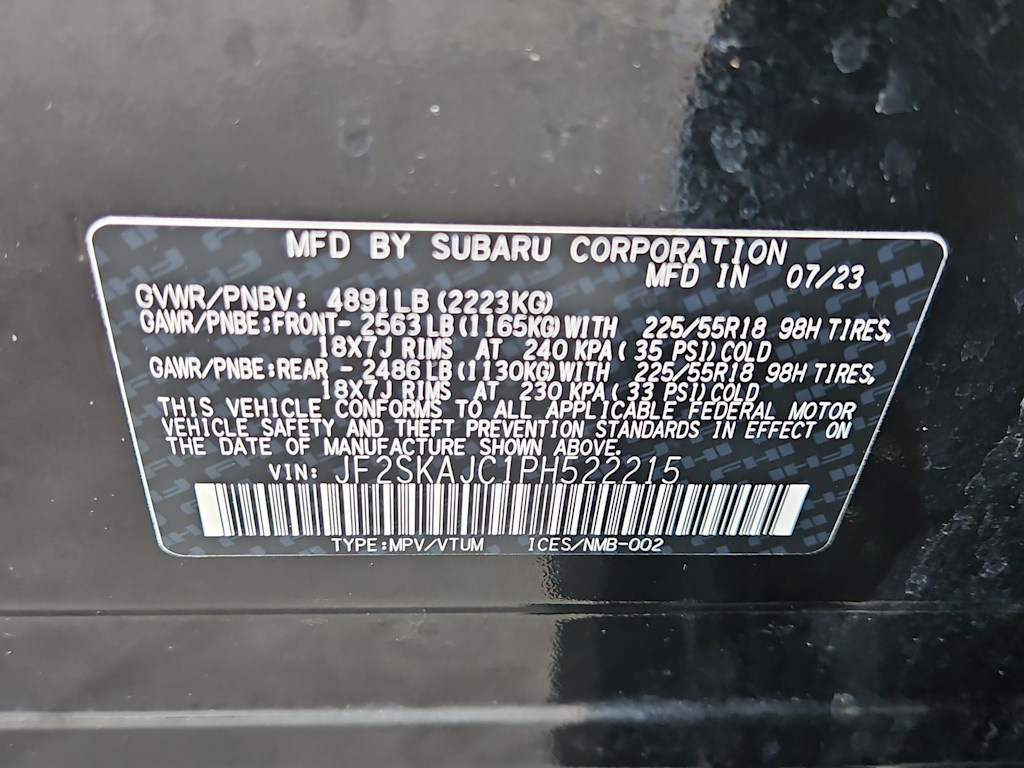 MFD BY SUBARU CORPORATION
MFD IN 07/23
GVWR/PNBV: 4891LB(2223KG)
GAWR/PNBE:FRONT- 2563LB(1165KG)WITH 225/55R18 98H TIRES,
18X7J RIMS AT 240 KPA( 35 PSI)COLD
GAWR/PNBE:REAR - 2486LB(1130KG)WITH 225/55R18 98H TIRES,
18X7J RIMS AT 230 KPA( 33 PSI)COLD
THIS VEHICLE CONFORMS TO ALL APPLICABLE FEDERAL MOTOR
VEHICLE SAFETY AND THEFT PREVENTION STANDARDS IN EFFECT ON
THE DATE OF MANUFACTURE SHOWN ABOVE.
VIN: JF2SKAJC1PH522215
TYPE:MPV/VTUM ICES/NMB-002